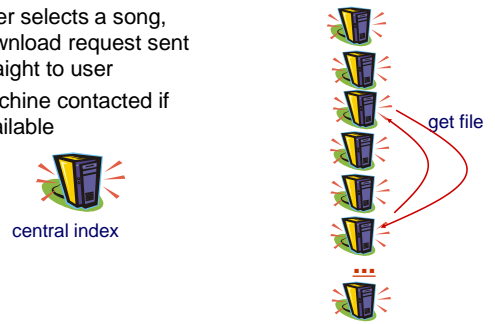 er selects a song,
wnload request sent
aight to user
chine contacted if
ailable
get file
central index
...